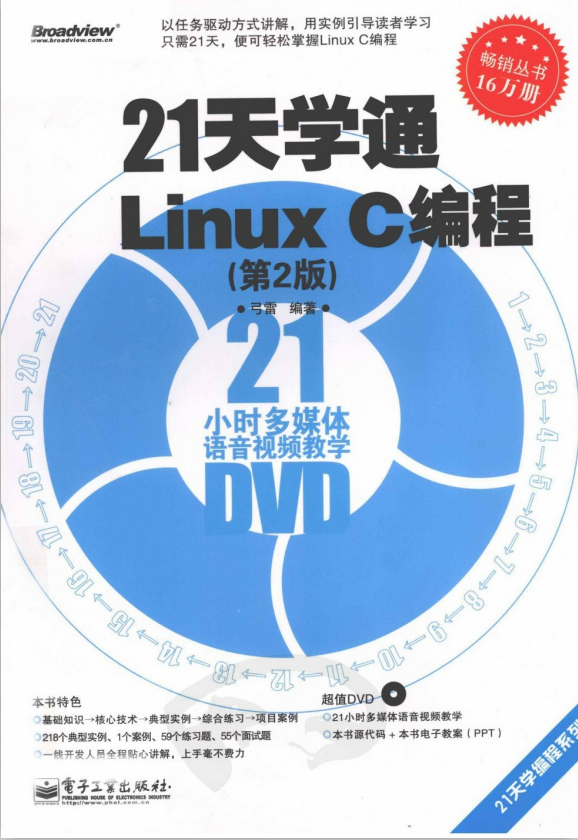 Broadview®
www.broadview.com.cn
以任务驱动方式讲解，用实例引导读者学习
只需21天，便可轻松掌握Linux C编程
畅销丛书
16万册
21天学通
Linux C编程
(第2版)
● 弓雷 编著 ●
21
小时多媒体
语音视频教学
DVD
1→2→3→4→5→6→7→8→9→10→11→12→13→14→15→16→17→18→19→20→21
本书特色
基础知识→核心技术→典型实例→综合练习→项目案例
218个典型实例、1个案例、59个练习题、55个面试题
一线开发人员全程贴心讲解，上手毫不费力
超值DVD
21小时多媒体语音视频教学
本书源代码 + 本书电子教案（PPT）
電子工業出版社·
PUBLISHING HOUSE OF ELECTRONICS INDUSTRY
http://www.phei.com.cn
21天学编程系列